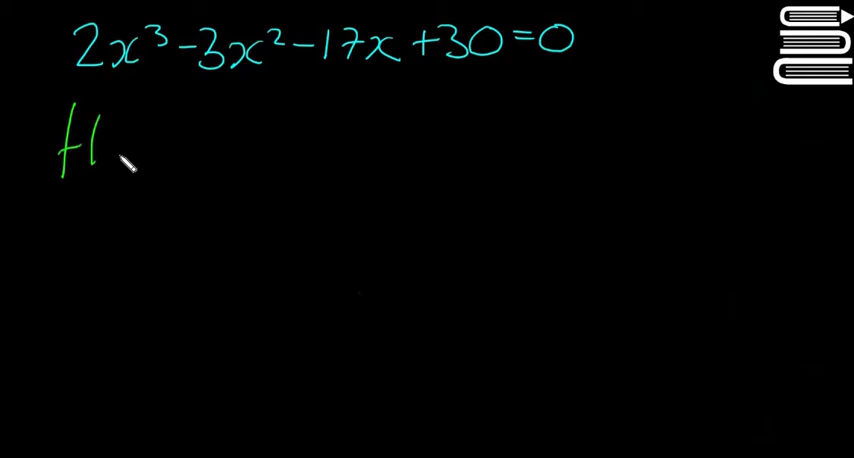 2x³ - 3x² - 17x + 30 = 0
f(